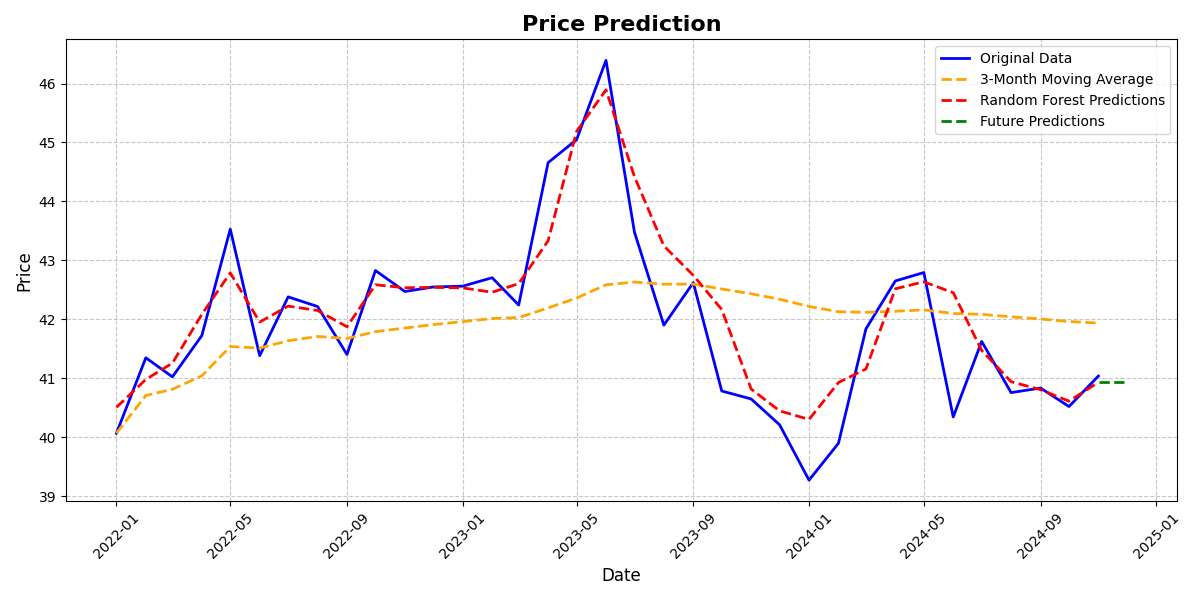 Price Prediction
Original Data
3-Month Moving Average
Random Forest Predictions
Future Predictions
Price
46
45
44
43
42
41
40
39
2022-01
2022-05
2022-09
2023-01
2023-05
2023-09
2024-01
2024-05
2024-09
2025-01
Date